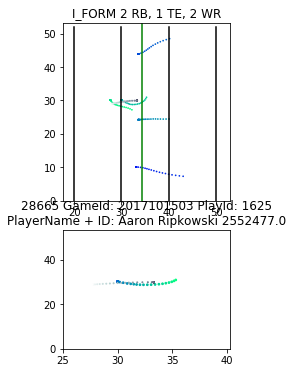 I_FORM 2 RB, 1 TE, 2 WR
50
40
30
20
10
0
20 30 40 50
28665 GameId: 2017101503 PlayId: 1625
PlayerName + ID: Aaron Ripkowski 2552477.0
40
20
0
25 30 35 40